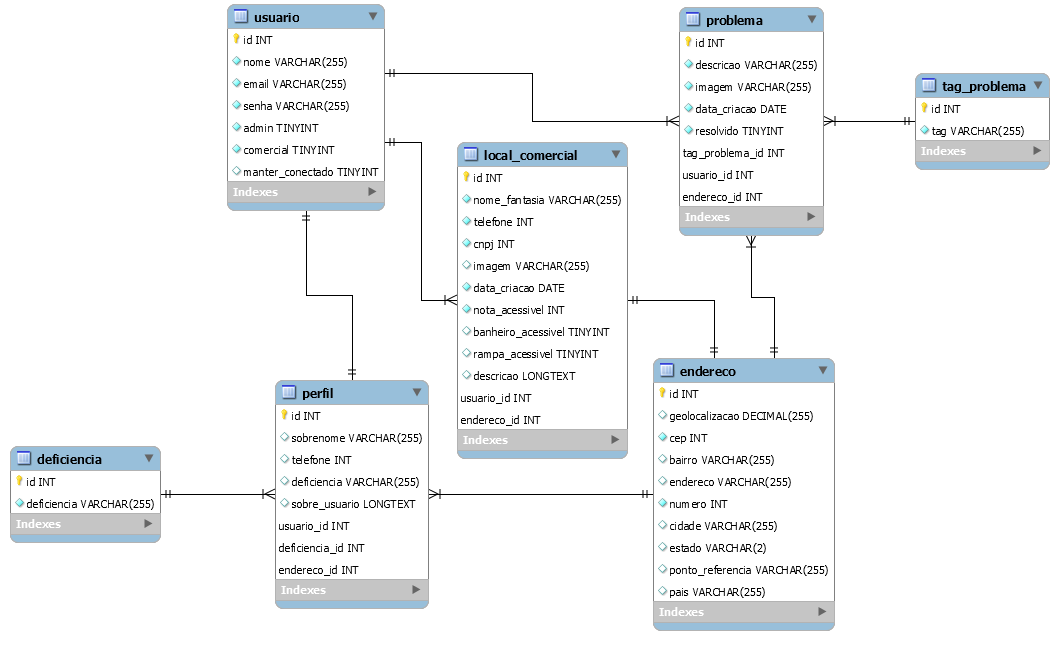 usuario
id INT
nome VARCHAR(255)
email VARCHAR(255)
senha VARCHAR(255)
admin TINYINT
comercial TINYINT
manter_conectado TINYINT
Indexes
problema
id INT
descricao VARCHAR(255)
imagem VARCHAR(255)
data_criacao DATE
resolvido TINYINT
tag_problema_id INT
usuario_id INT
endereco_id INT
Indexes
tag_problema
id INT
tag VARCHAR(255)
Indexes
local_comercial
id INT
nome_fantasia VARCHAR(255)
telefone INT
cnpj INT
imagem VARCHAR(255)
data_criacao DATE
nota_acessivel INT
banheiro_acessivel TINYINT
rampa_acessivel TINYINT
descricao LONGTEXT
usuario_id INT
endereco_id INT
Indexes
endereco
id INT
geolocalizacao DECIMAL(255)
cep INT
bairro VARCHAR(255)
endereco VARCHAR(255)
numero INT
cidade VARCHAR(255)
estado VARCHAR(2)
ponto_referencia VARCHAR(255)
pais VARCHAR(255)
Indexes
perfil
id INT
sobrenome VARCHAR(255)
telefone INT
deficiencia VARCHAR(255)
sobre_usuario LONGTEXT
usuario_id INT
deficiencia_id INT
endereco_id INT
Indexes
deficiencia
id INT
deficiencia VARCHAR(255)
Indexes